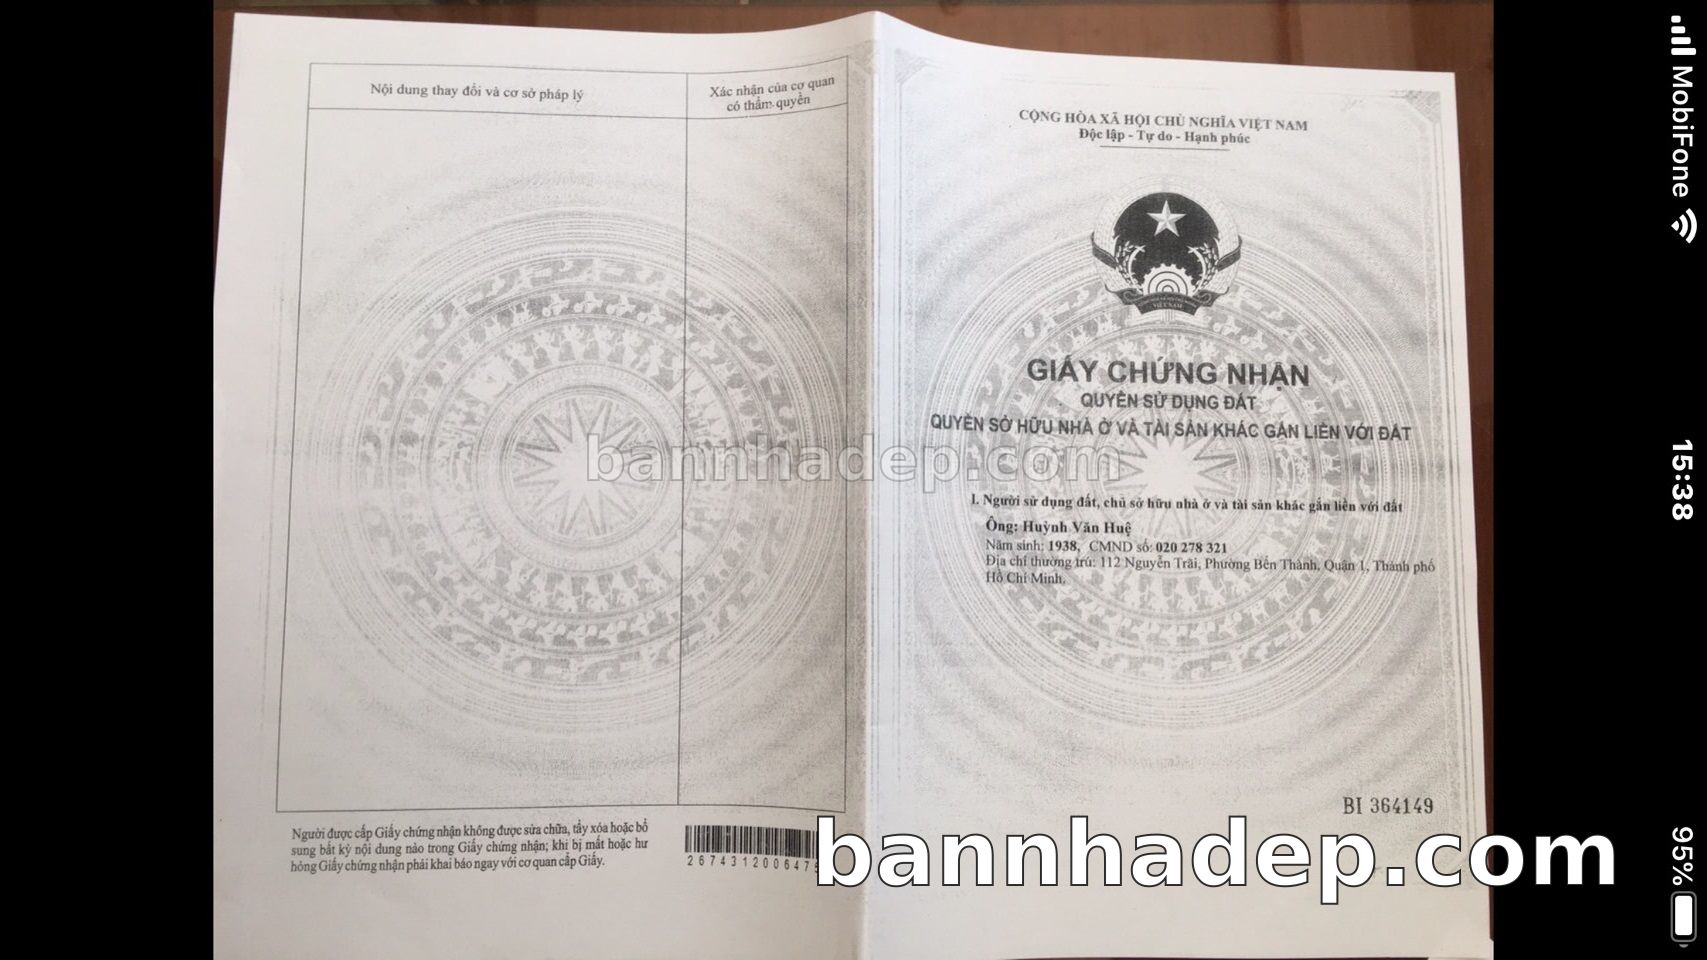 Nội dung thay đổi và cơ sở pháp lý
Xác nhận của cơ quan
có thẩm quyền
Người được cấp Giấy chứng nhận không được sửa chữa, tẩy xóa hoặc bổ
sung bất kỳ nội dung nào trong Giấy chứng nhận; khi bị mất hoặc hư
hỏng Giấy chứng nhận phải khai báo ngay với cơ quan cấp Giấy.
CỘNG HÒA XÃ HỘI CHỦ NGHĨA VIỆT NAM
Độc lập - Tự do - Hạnh phúc
VIỆT NAM
GIẤY CHỨNG NHẬN
QUYỀN SỬ DỤNG ĐẤT
QUYỀN SỞ HỮU NHÀ Ở VÀ TÀI SẢN KHÁC GẮN LIỀN VỚI ĐẤT
bannhadep.com
I. Người sử dụng đất, chủ sở hữu nhà ở và tài sản khác gắn liền với đất
Ông: Huỳnh Văn Huệ
Năm sinh: 1938, CMND số: 020 278 321
Địa chỉ thường trú: 112 Nguyễn Trãi, Phường Bến Thành, Quận 1, Thành phố
Hồ Chí Minh.
BI 364149
bannhadep.com
MobiFone
15:38
95%